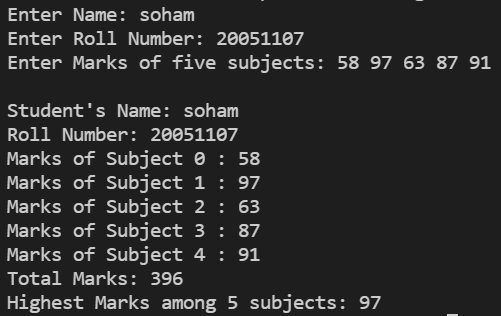 Enter Name: soham
Enter Roll Number: 20051107
Enter Marks of five subjects: 58 97 63 87 91
Student's Name: soham
Roll Number: 20051107
Marks of Subject 0 : 58
Marks of Subject 1 : 97
Marks of Subject 2 : 63
Marks of Subject 3 : 87
Marks of Subject 4 : 91
Total Marks: 396
Highest Marks among 5 subjects: 97